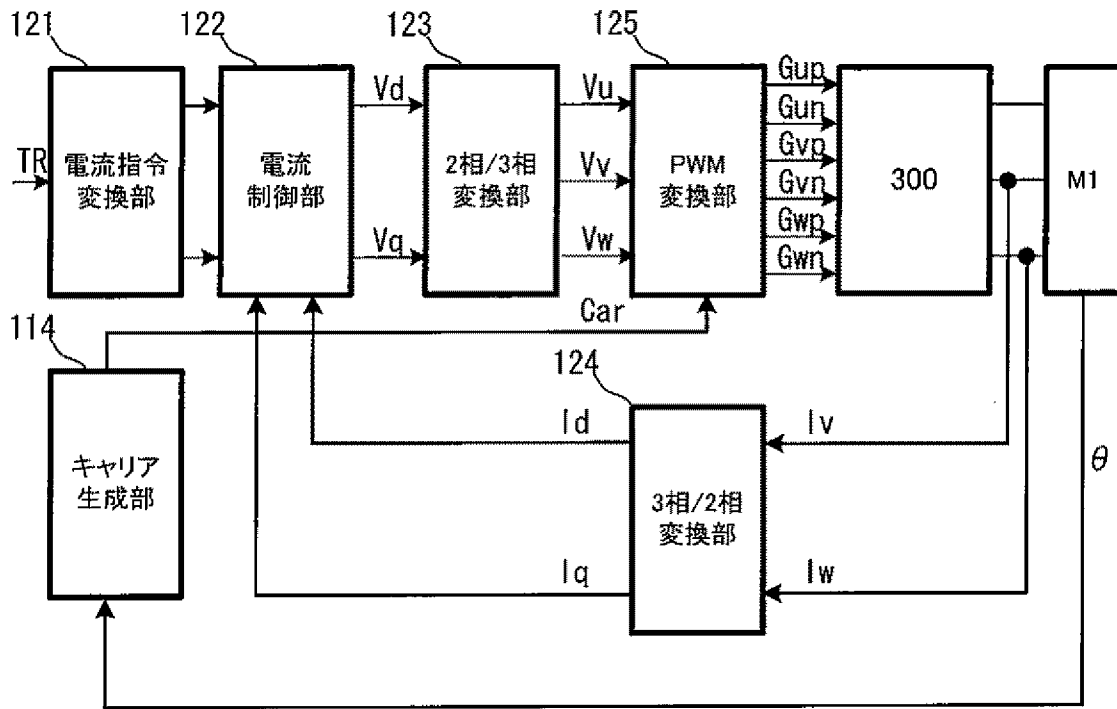 121
122
123
125
TR
電流指令
変換部
電流
制御部
Vd
Vq
2相/3相
変換部
Vu
Vv
Vw
PWM
変換部
Gup
Gun
Gvp
Gvn
Gwp
Gwn
300
M1
114
Car
キャリア
生成部
124
Id
Iq
3相/2相
変換部
Iv
Iw
θ